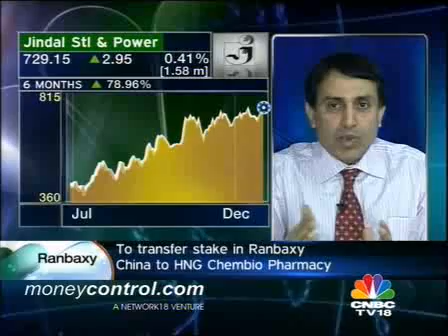 Jindal Stl & Power
729.15 ▲ 2.95 0.41%
[1.58 m]
6 MONTHS ▲ 78.96%
815
360
Jul Dec
Ranbaxy
To transfer stake in Ranbaxy
China to HNG Chembio Pharmacy
moneycontrol.com
A NETWORK18 VENTURE
CNBC
TV18